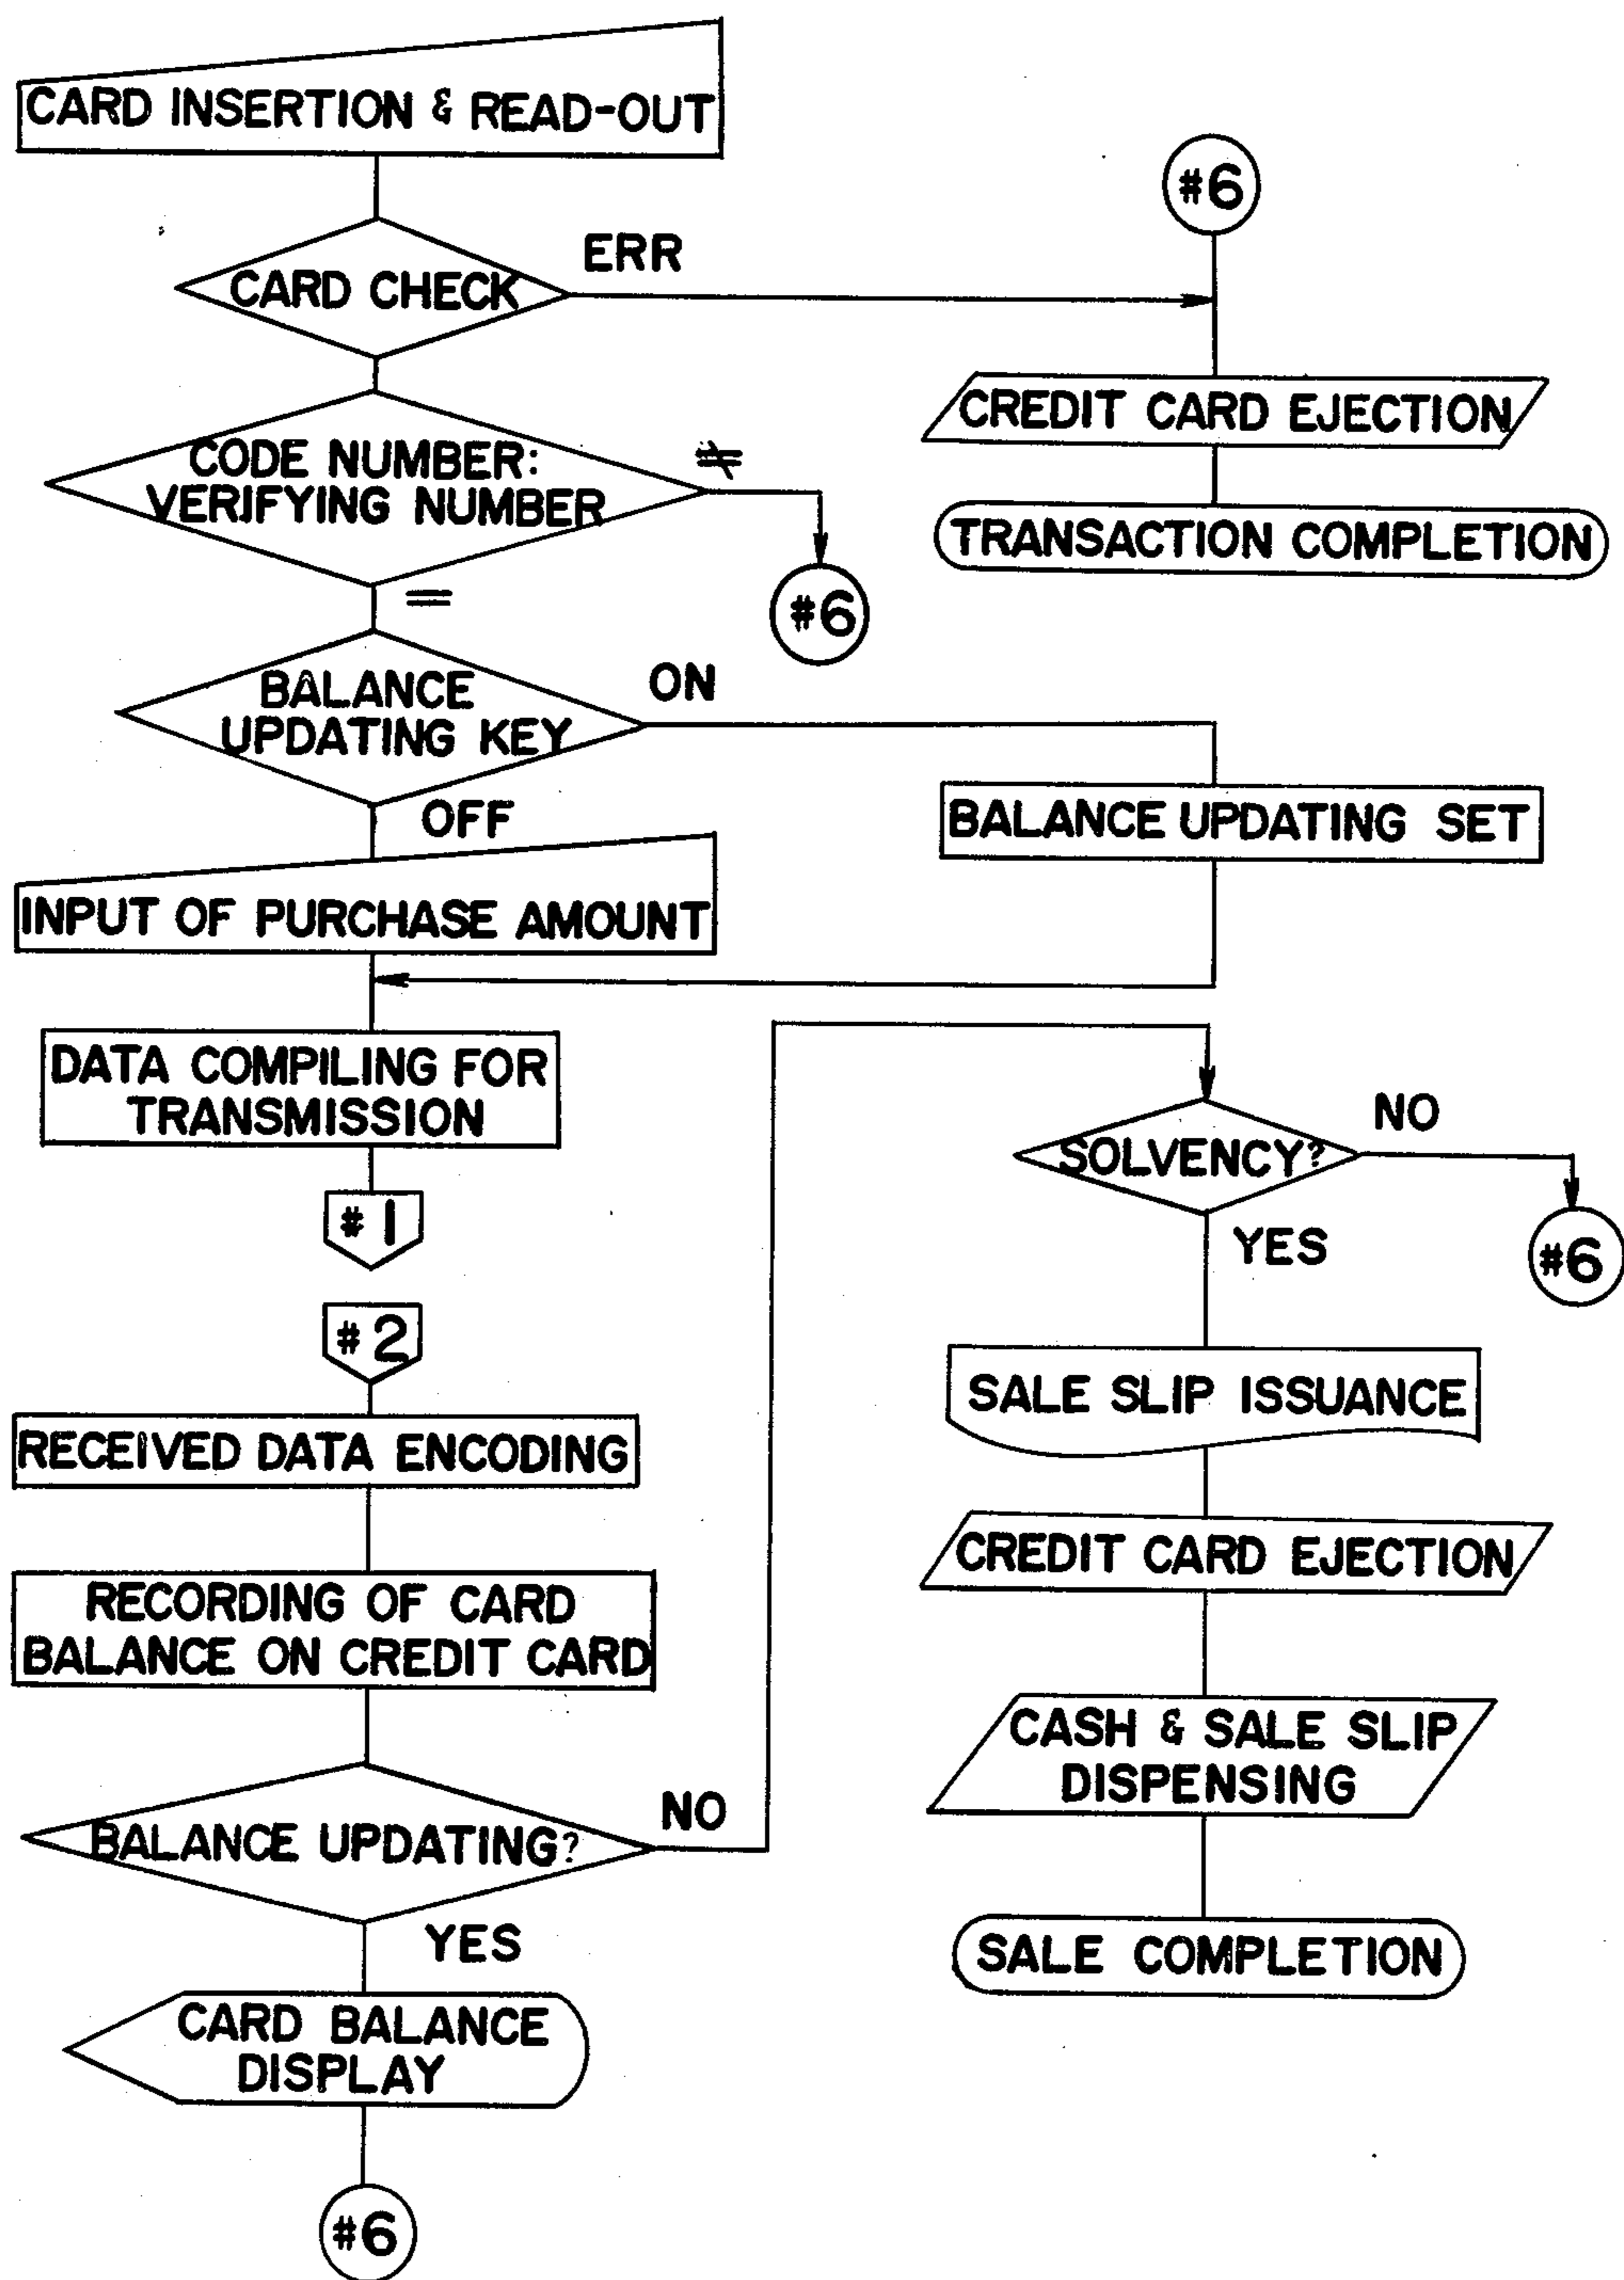 CARD INSERTION & READ-OUT
CARD CHECK
ERR
CODE NUMBER:
VERIFYING NUMBER
≠
#6
=
BALANCE
UPDATING KEY
ON
OFF
INPUT OF PURCHASE AMOUNT
DATA COMPILING FOR
TRANSMISSION
#1
#2
RECEIVED DATA ENCODING
RECORDING OF CARD
BALANCE ON CREDIT CARD
BALANCE UPDATING?
NO
YES
CARD BALANCE
DISPLAY
#6
#6
CREDIT CARD EJECTION
TRANSACTION COMPLETION
BALANCE UPDATING SET
SOLVENCY?
NO
#6
YES
SALE SLIP ISSUANCE
CREDIT CARD EJECTION
CASH & SALE SLIP
DISPENSING
SALE COMPLETION